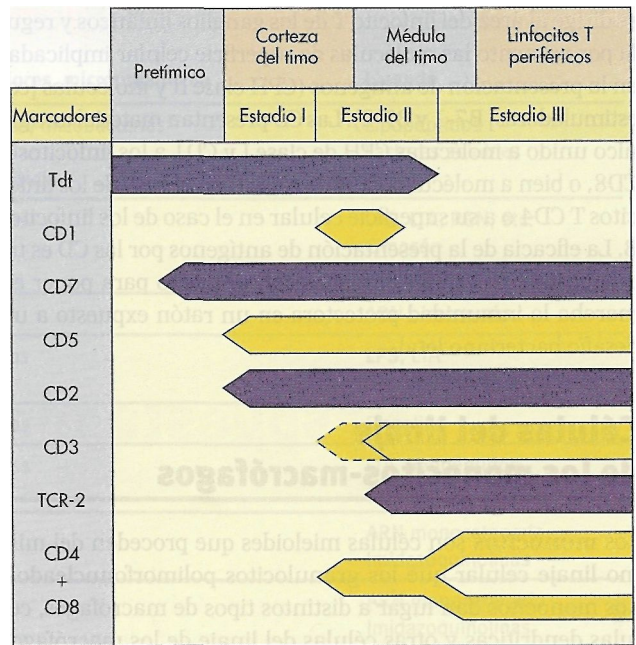 Pretímico
Corteza
del timo
Médula
del timo
Linfocitos T
periféricos
Marcadores
Estadio I
Estadio II
Estadio III
Tdt
CD1
CD7
CD5
CD2
CD3
TCR-2
CD4
+
CD8